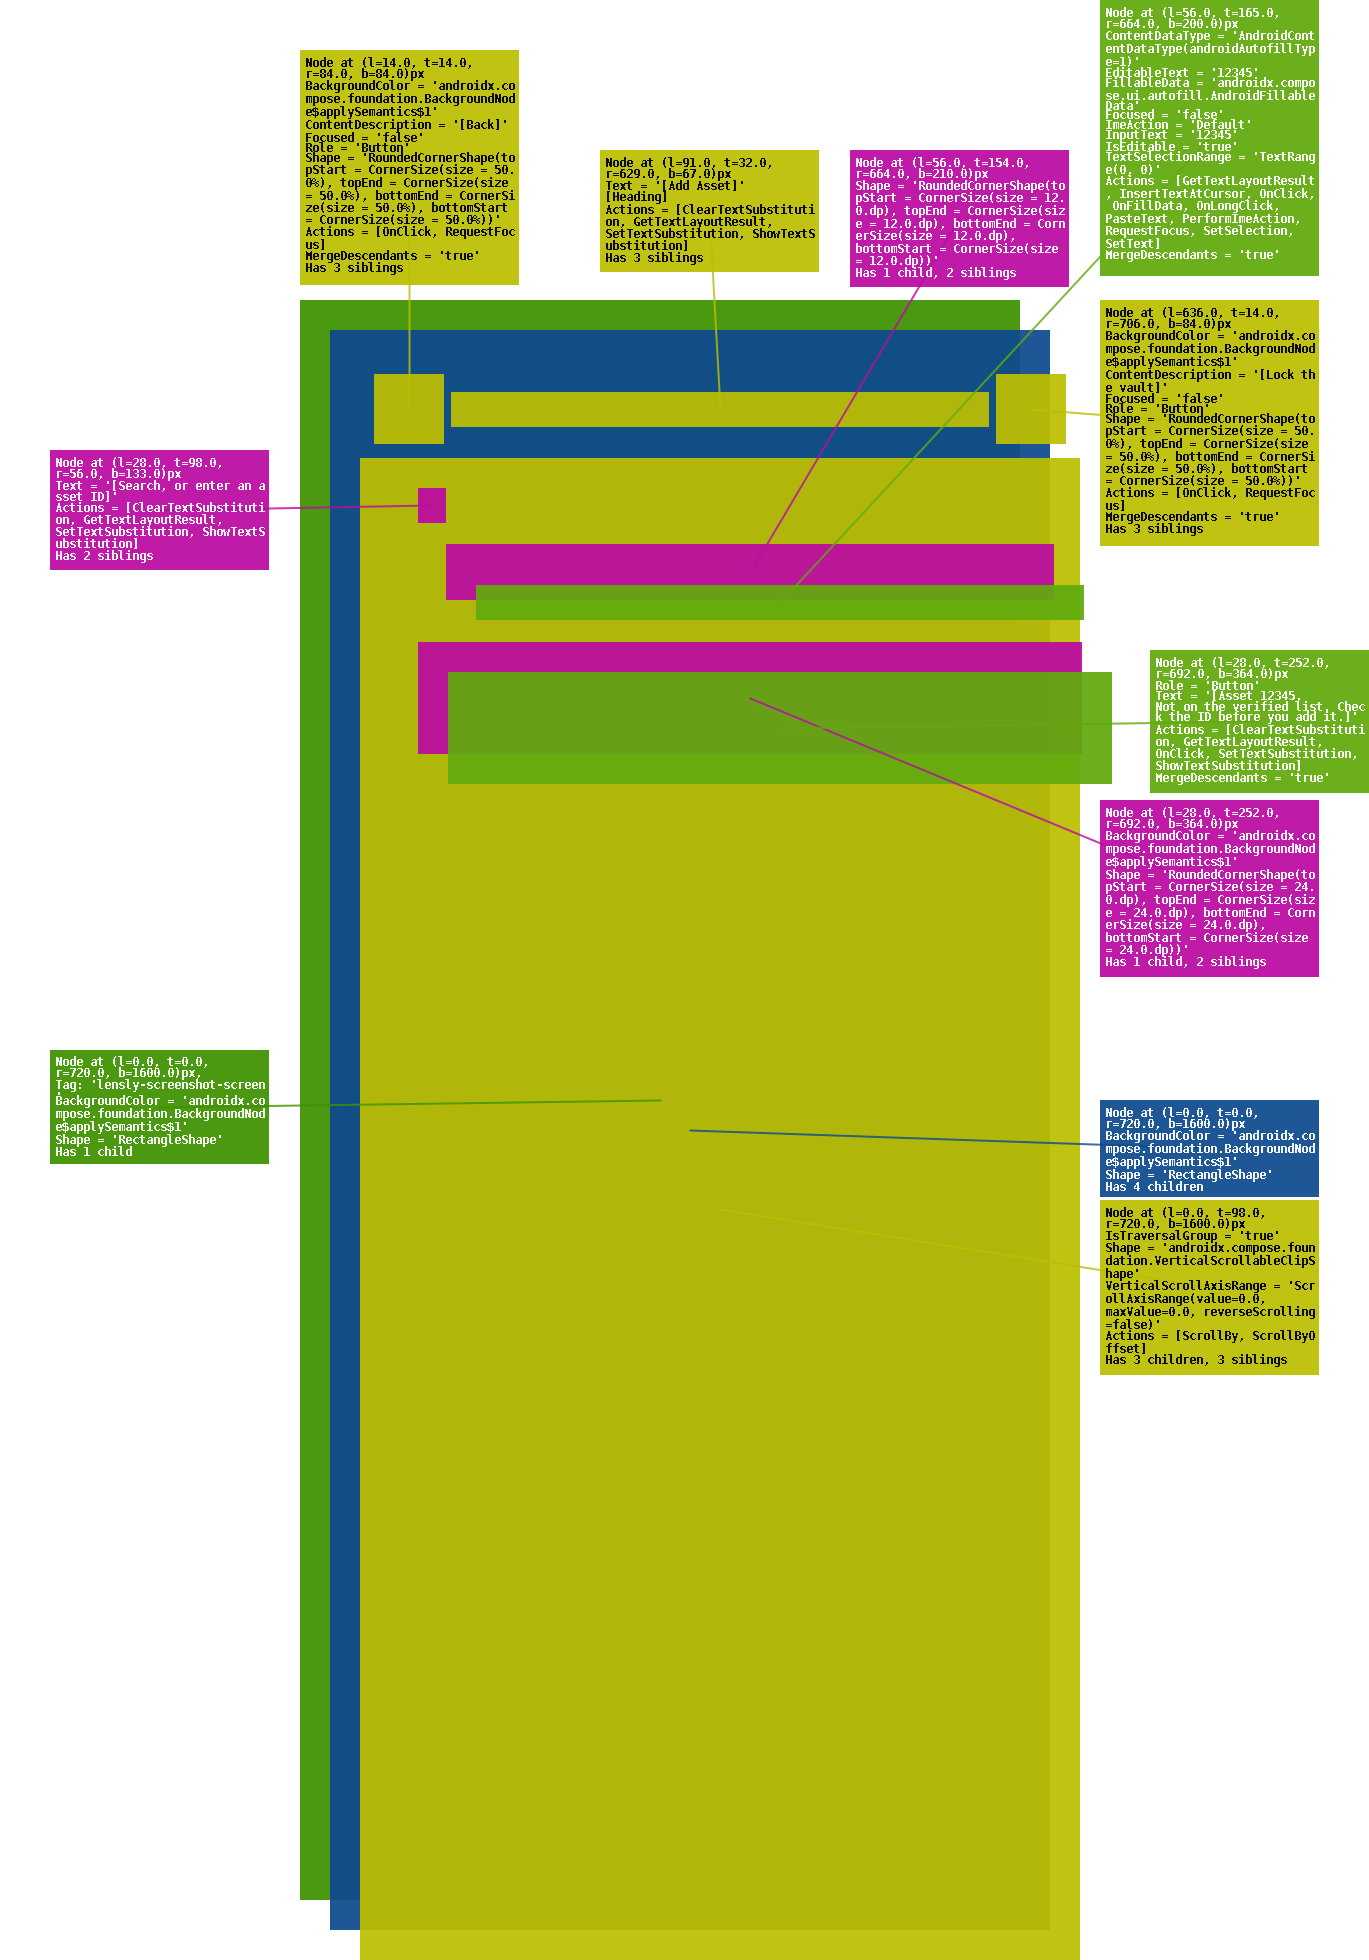 Node at (l=56.0, t=165.0,
r=664.0, b=200.0)px
ContentDataType = 'AndroidCont
entDataType(androidAutofillTyp
e=1)'
EditableText = '12345'
FillableData = 'androidx.compo
se.ui.autofill.AndroidFillable
Data'
Focused = 'false'
ImeAction = 'Default'
InputText = '12345'
IsEditable = 'true'
TextSelectionRange = 'TextRang
e(0, 0)'
Actions = [GetTextLayoutResult
, InsertTextAtCursor, OnClick,
OnFillData, OnLongClick,
PasteText, PerformImeAction,
RequestFocus, SetSelection,
SetText]
MergeDescendants = 'true'
Node at (l=14.0, t=14.0,
r=84.0, b=84.0)px
BackgroundColor = 'androidx.co
mpose.foundation.BackgroundNod
e$applySemantics$1'
ContentDescription = '[Back]'
Focused = 'false'
Role = 'Button'
Shape = 'RoundedCornerShape(to
pStart = CornerSize(size = 50.
0%), topEnd = CornerSize(size
= 50.0%), bottomEnd = CornerSi
ze(size = 50.0%), bottomStart
= CornerSize(size = 50.0%))'
Actions = [OnClick, RequestFoc
us]
MergeDescendants = 'true'
Has 3 siblings
Node at (l=91.0, t=32.0,
r=629.0, b=67.0)px
Text = '[Add Asset]'
[Heading]
Actions = [ClearTextSubstituti
on, GetTextLayoutResult,
SetTextSubstitution, ShowTextS
ubstitution]
Has 3 siblings
Node at (l=56.0, t=154.0,
r=664.0, b=210.0)px
Shape = 'RoundedCornerShape(to
pStart = CornerSize(size = 12.
0.dp), topEnd = CornerSize(siz
e = 12.0.dp), bottomEnd = Corn
erSize(size = 12.0.dp),
bottomStart = CornerSize(size
= 12.0.dp))'
Has 1 child, 2 siblings
Node at (l=636.0, t=14.0,
r=706.0, b=84.0)px
BackgroundColor = 'androidx.co
mpose.foundation.BackgroundNod
e$applySemantics$1'
ContentDescription = '[Lock th
e vault]'
Focused = 'false'
Role = 'Button'
Shape = 'RoundedCornerShape(to
pStart = CornerSize(size = 50.
0%), topEnd = CornerSize(size
= 50.0%), bottomEnd = CornerSi
ze(size = 50.0%), bottomStart
= CornerSize(size = 50.0%))'
Actions = [OnClick, RequestFoc
us]
MergeDescendants = 'true'
Has 3 siblings
Node at (l=28.0, t=98.0,
r=56.0, b=133.0)px
Text = '[Search, or enter an a
sset ID]'
Actions = [ClearTextSubstituti
on, GetTextLayoutResult,
SetTextSubstitution, ShowTextS
ubstitution]
Has 2 siblings
Node at (l=28.0, t=252.0,
r=692.0, b=364.0)px
Role = 'Button'
Text = '[Asset 12345,
Not on the verified list. Chec
k the ID before you add it.]'
Actions = [ClearTextSubstituti
on, GetTextLayoutResult,
OnClick, SetTextSubstitution,
ShowTextSubstitution]
MergeDescendants = 'true'
Node at (l=28.0, t=252.0,
r=692.0, b=364.0)px
BackgroundColor = 'androidx.co
mpose.foundation.BackgroundNod
e$applySemantics$1'
Shape = 'RoundedCornerShape(to
pStart = CornerSize(size = 24.
0.dp), topEnd = CornerSize(siz
e = 24.0.dp), bottomEnd = Corn
erSize(size = 24.0.dp),
bottomStart = CornerSize(size
= 24.0.dp))'
Has 1 child, 2 siblings
Node at (l=0.0, t=0.0,
r=720.0, b=1600.0)px,
Tag: 'lensly-screenshot-screen
'
BackgroundColor = 'androidx.co
mpose.foundation.BackgroundNod
e$applySemantics$1'
Shape = 'RectangleShape'
Has 1 child
Node at (l=0.0, t=0.0,
r=720.0, b=1600.0)px
BackgroundColor = 'androidx.co
mpose.foundation.BackgroundNod
e$applySemantics$1'
Shape = 'RectangleShape'
Has 4 children
Node at (l=0.0, t=98.0,
r=720.0, b=1600.0)px
IsTraversalGroup = 'true'
Shape = 'androidx.compose.foun
dation.VerticalScrollableClipS
hape'
VerticalScrollAxisRange = 'Scr
ollAxisRange(value=0.0,
maxValue=0.0, reverseScrolling
=false)'
Actions = [ScrollBy, ScrollByO
ffset]
Has 3 children, 3 siblings